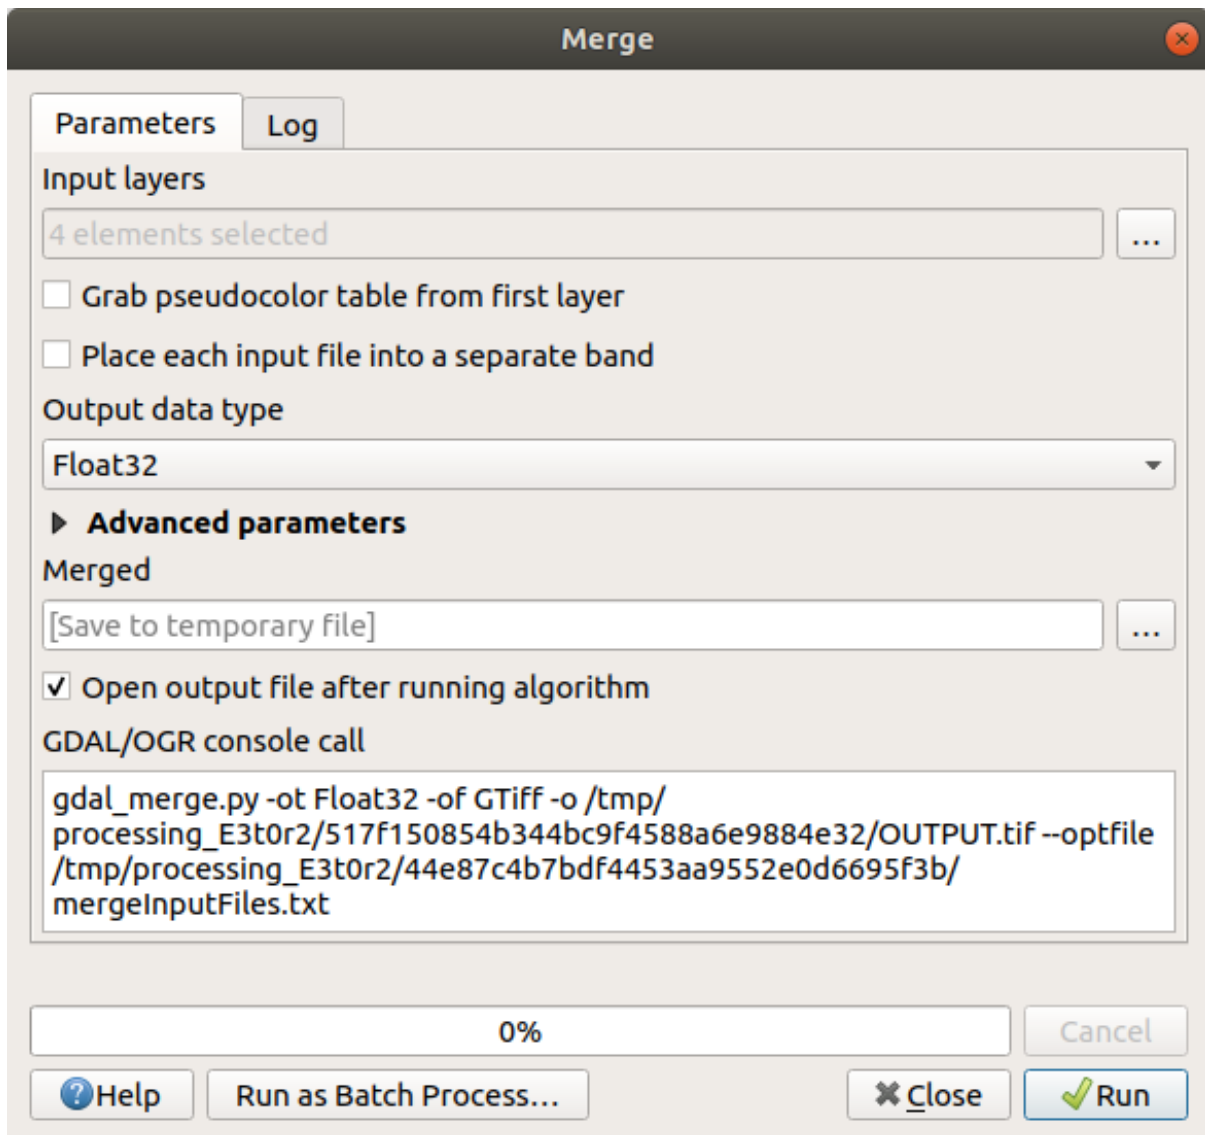 Merge
Parameters
Log
Input layers
4 elements selected
...
Grab pseudocolor table from first layer
Place each input file into a separate band
Output data type
Float32
Advanced parameters
Merged
[Save to temporary file]
...
Open output file after running algorithm
GDAL/OGR console call
gdal_merge.py -ot Float32 -of GTiff -o /tmp/
processing_E3t0r2/517f150854b344bc9f4588a6e9884e32/OUTPUT.tif --optfile
/tmp/processing_E3t0r2/44e87c4b7bdf4453aa9552e0d6695f3b/
mergeInputFiles.txt
0%
Cancel
Help
Run as Batch Process...
Close
Run